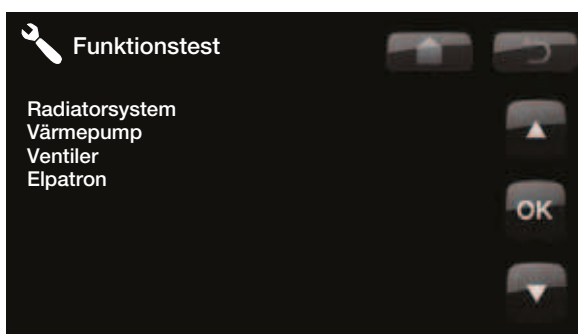 Funktionstest
Radiatorsystem
Värmepump
Ventiler
Elpatron
OK